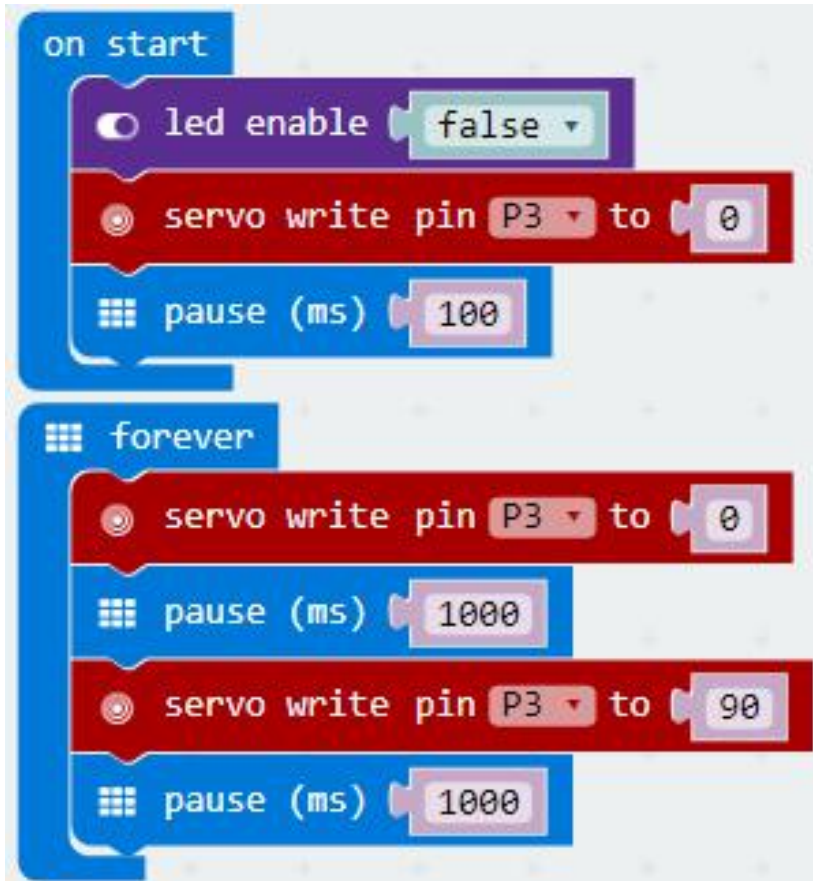 on start
led enable false
servo write pin P3 to 0
pause (ms) 100
forever
servo write pin P3 to 0
pause (ms) 1000
servo write pin P3 to 90
pause (ms) 1000